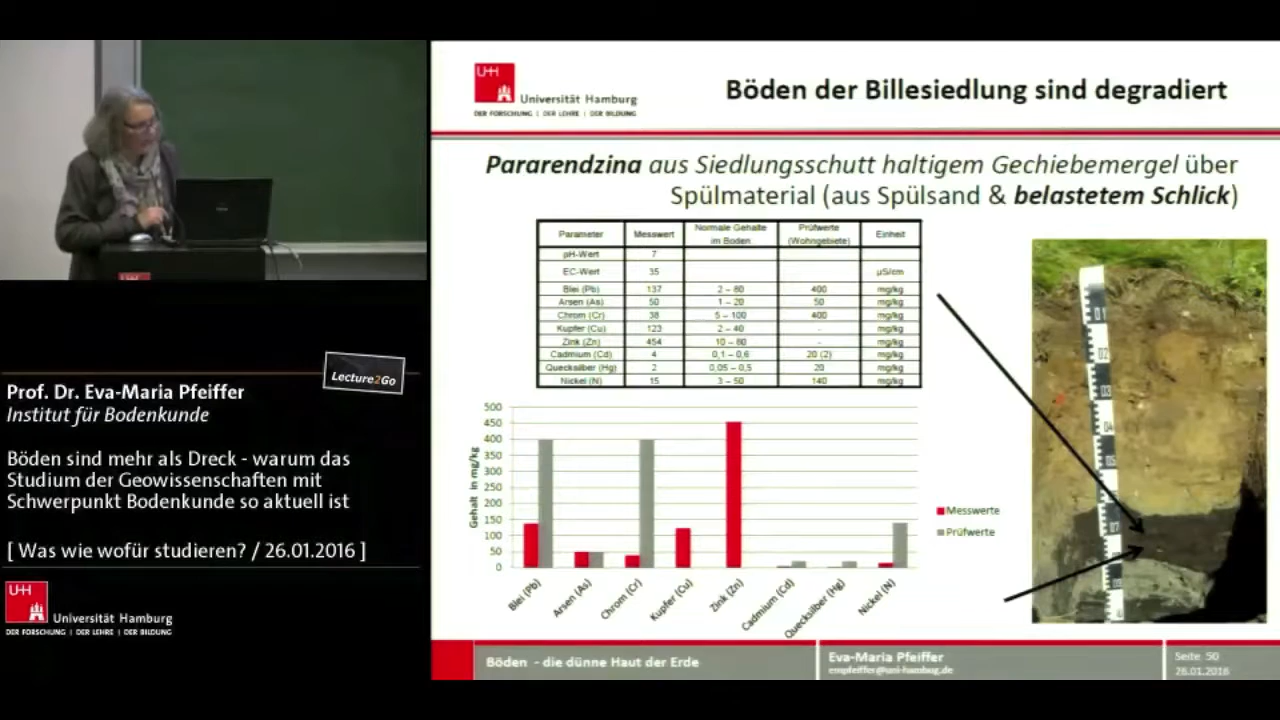 UH
Universität Hamburg
DER FORSCHUNG | DER LEHRE | DER BILDUNG
Böden der Billesiedlung sind degradiert
Pararendzina aus Siedlungsschutt haltigem Gechiebemergel über
Spülmaterial (aus Spülsand & belastetem Schlick)
Parameter Messwert Normale Gehalte im Boden Prüfwerte (Wohngebiete) Einheit
pH-Wert 7
EC-Wert 35 µS/cm
Blei (Pb) 137 2 – 80 400 mg/kg
Arsen (As) 50 1 – 20 50 mg/kg
Chrom (Cr) 38 5 – 100 400 mg/kg
Kupfer (Cu) 123 2 – 40 - mg/kg
Zink (Zn) 454 10 – 80 - mg/kg
Cadmium (Cd) 4 0,1 – 0,6 20 (2) mg/kg
Quecksilber (Hg) 2 0,05 – 0,5 20 mg/kg
Nickel (N) 15 3 – 50 140 mg/kg
Gehalt in mg/kg
500
450
400
350
300
250
200
150
100
50
0
Blei (Pb)
Arsen (As)
Chrom (Cr)
Kupfer (Cu)
Zink (Zn)
Cadmium (Cd)
Quecksilber (Hg)
Nickel (N)
Messwerte
Prüfwerte
Böden - die dünne Haut der Erde
Eva-Maria Pfeiffer
empfeiffer@uni-hambug.de
Seite 50
26.01.2016
Lecture2Go
Prof. Dr. Eva-Maria Pfeiffer
Institut für Bodenkunde
Böden sind mehr als Dreck - warum das
Studium der Geowissenschaften mit
Schwerpunkt Bodenkunde so aktuell ist
[ Was wie wofür studieren? / 26.01.2016 ]
UH
Universität Hamburg
DER FORSCHUNG | DER LEHRE | DER BILDUNG